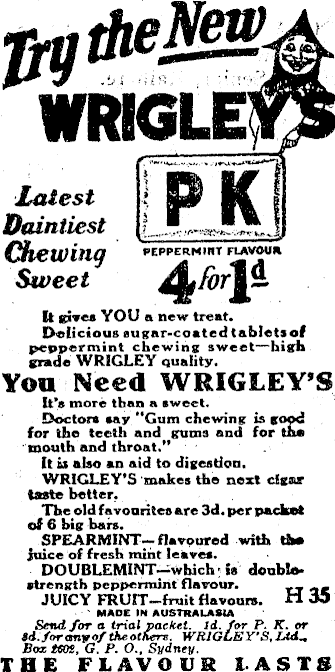 Try the New
WRIGLEY'S
PK
PEPPERMINT FLAVOUR
Latest
Daintiest
Chewing
Sweet
4 for 1d
It gives YOU a new treat.
Delicious sugar-coated tablets of
peppermint chewing sweet—high
grade WRIGLEY quality.
You Need WRIGLEY'S
It's more than a sweet.
Doctors say "Gum chewing is good
for the teeth and gums and for the
mouth and throat."
It is also an aid to digestion.
WRIGLEY'S makes the next cigar
taste better.
The old favourites are 3d. per packet
of 6 big bars.
SPEARMINT—flavoured with the
juice of fresh mint leaves.
DOUBLEMINT—which is double-
strength peppermint flavour.
JUICY FRUIT—fruit flavours. H 35
MADE IN AUSTRALASIA
Send for a trial packet. 1d. for P. K. or
3d. for any of the others. WRIGLEY'S, Ltd.,
Box 2602, G. P. O., Sydney.
THE FLAVOUR LASTS